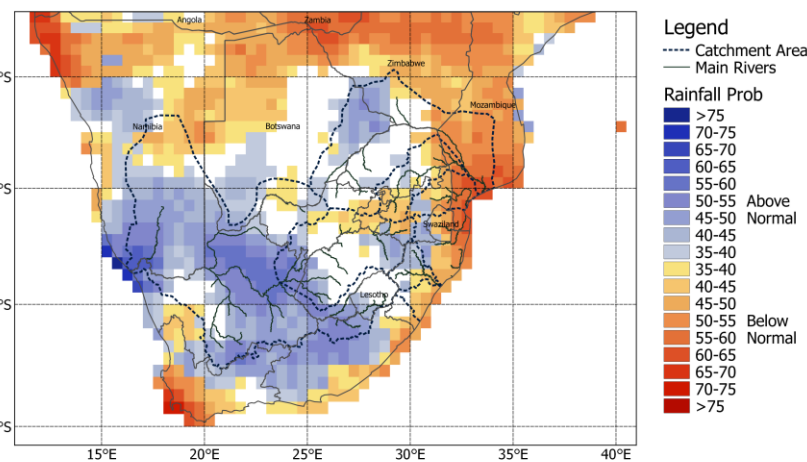 Angola
Zambia
Zimbabwe
Mozambique
Namibia
Botswana
Swaziland
Lesotho
°S
°S
°S
°S
15°E
20°E
25°E
30°E
35°E
40°E
Legend
Catchment Area
Main Rivers
Rainfall Prob
>75
70-75
65-70
60-65
55-60
50-55 Above
45-50 Normal
40-45
35-40
35-40
40-45
45-50
50-55 Below
55-60 Normal
60-65
65-70
70-75
>75